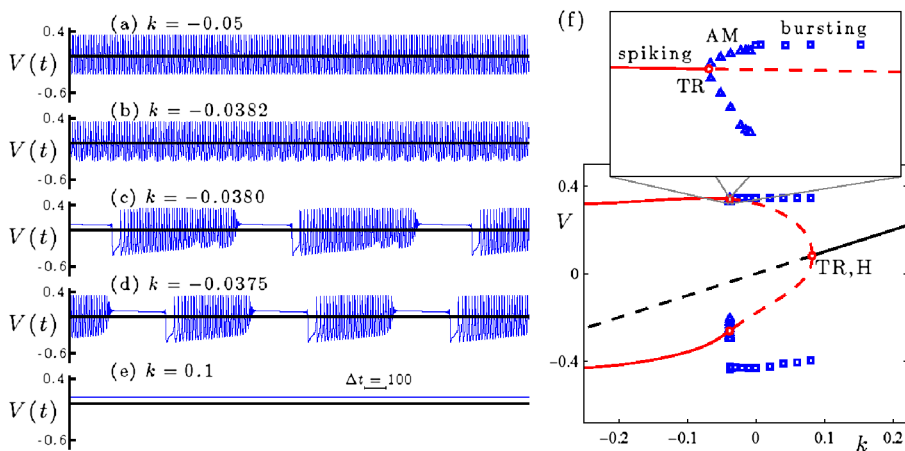 (a) k = −0.05
0.4
V(t)
-0.6
(b) k = −0.0382
0.4
V(t)
-0.6
(c) k = −0.0380
0.4
V(t)
-0.6
(d) k = −0.0375
0.4
V(t)
-0.6
(e) k = 0.1
0.4
Δt = 100
V(t)
-0.6
(f)
AM
bursting
spiking
TR
0.4
V
TR,H
0
−0.4
−0.2
−0.1
0
0.1
k
0.2